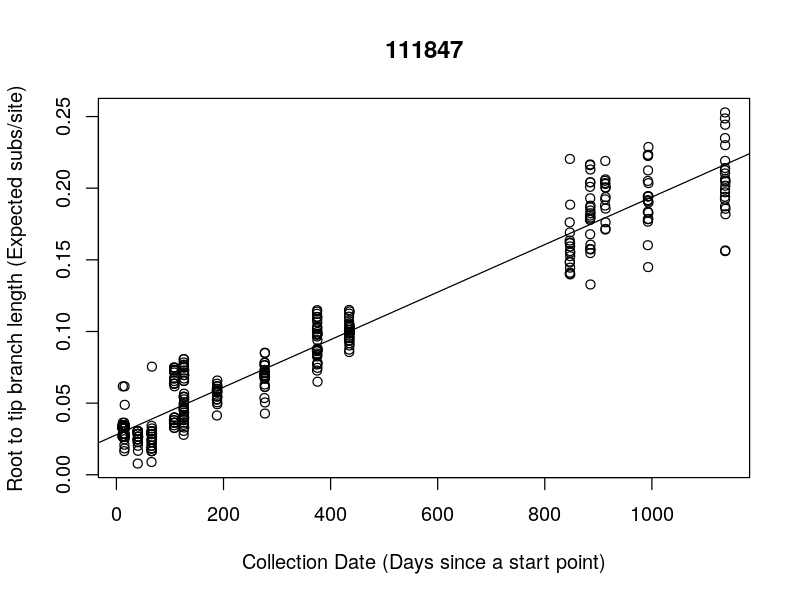 111847
Root to tip branch length (Expected subs/site)
0.25
0.20
0.15
0.10
0.05
0.00
0 200 400 600 800 1000
Collection Date (Days since a start point)